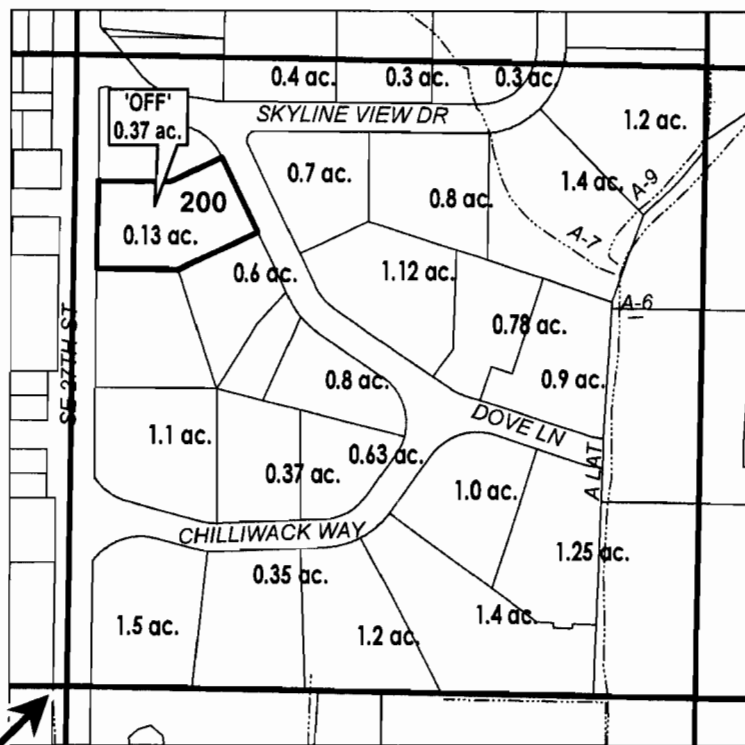 0.4 ac.
0.3 ac.
0.3 ac.
'OFF'
0.37 ac.
SKYLINE VIEW DR
1.2 ac.
0.7 ac.
1.4 ac.
A-9
200
0.8 ac.
0.13 ac.
A-7
0.6 ac.
1.12 ac.
A-6
SE 27TH ST
0.78 ac.
0.8 ac.
0.9 ac.
DOVE LN
1.1 ac.
0.63 ac.
0.37 ac.
A LAT
1.0 ac.
CHILLIWACK WAY
1.25 ac.
0.35 ac.
1.5 ac.
1.2 ac.
1.4 ac.